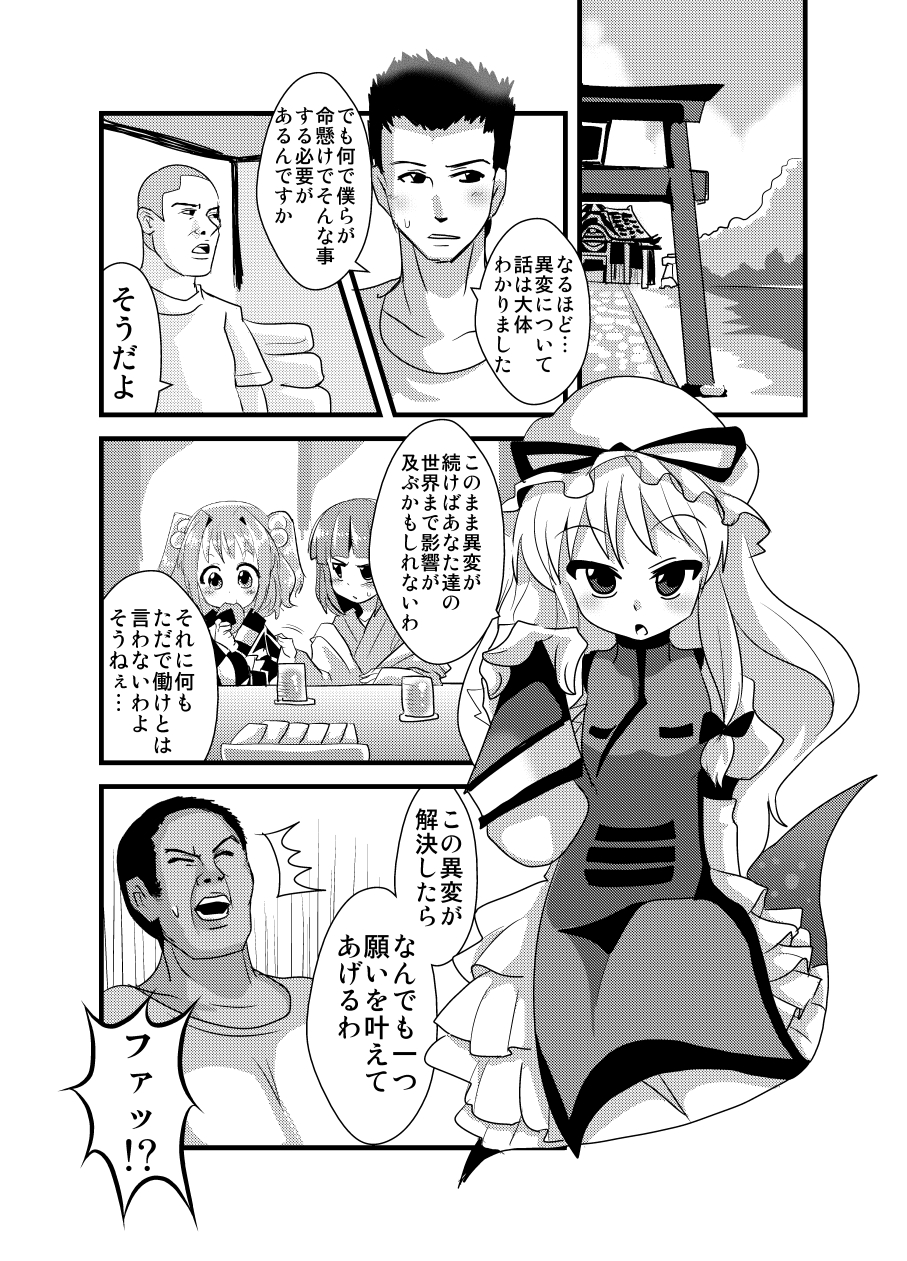 なるほど…
異変について
話は大体
わかりました
でも何で僕らが
命懸けでそんな事
する必要が
あるんですか
そうだよ
このまま異変が
続けばあなた達の
世界まで影響が
及ぶかもしれないわ
それに何も
ただで働けとは
言わないわよ
そうねぇ…
この異変が
解決したら
なんでも一つ
願いを叶えて
あげるわ
ファッ!?